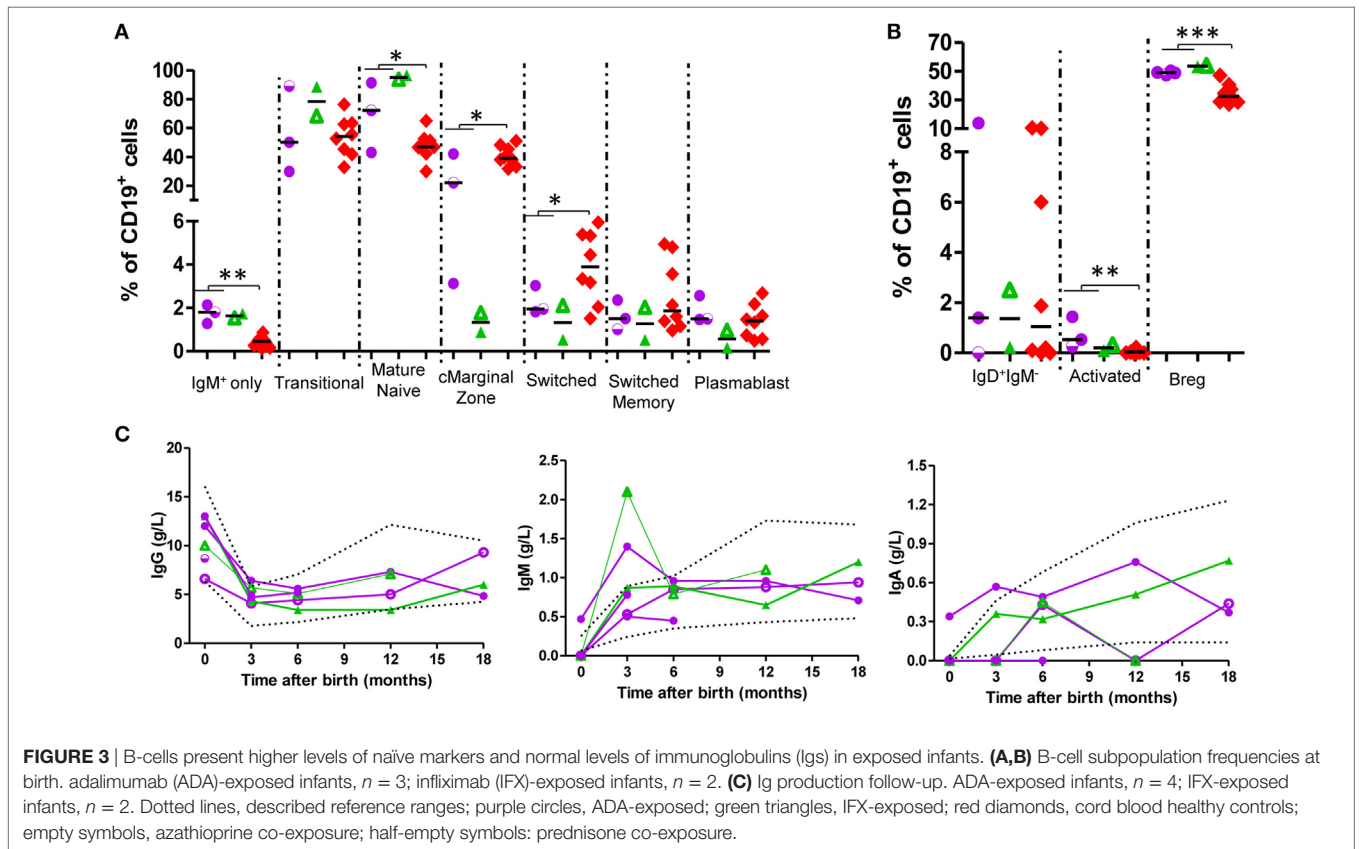 A
% of CD19+ cells
100
80
60
40
20
6
4
2
0
**
*
*
*
IgM+ only
Transitional
Mature
Naive
cMarginal
Zone
Switched
Switched
Memory
Plasmablast
B
% of CD19+ cells
70
50
30
10
8
6
4
2
0
**
***
IgD+IgM-
Activated
Breg
C
IgG (g/L)
20
15
10
5
0
0 3 6 9 12 15 18
Time after birth (months)
IgM (g/L)
2.5
2.0
1.5
1.0
0.5
0.0
0 3 6 9 12 15 18
Time after birth (months)
IgA (g/L)
1.5
1.2
0.9
0.6
0.3
0.0
0 3 6 9 12 15 18
Time after birth (months)
FIGURE 3 | B-cells present higher levels of naïve markers and normal levels of immunoglobulins (Igs) in exposed infants. (A,B) B-cell subpopulation frequencies at
birth. adalimumab (ADA)-exposed infants, n = 3; infliximab (IFX)-exposed infants, n = 2. (C) Ig production follow-up. ADA-exposed infants, n = 4; IFX-exposed
infants, n = 2. Dotted lines, described reference ranges; purple circles, ADA-exposed; green triangles, IFX-exposed; red diamonds, cord blood healthy controls;
empty symbols, azathioprine co-exposure; half-empty symbols: prednisone co-exposure.